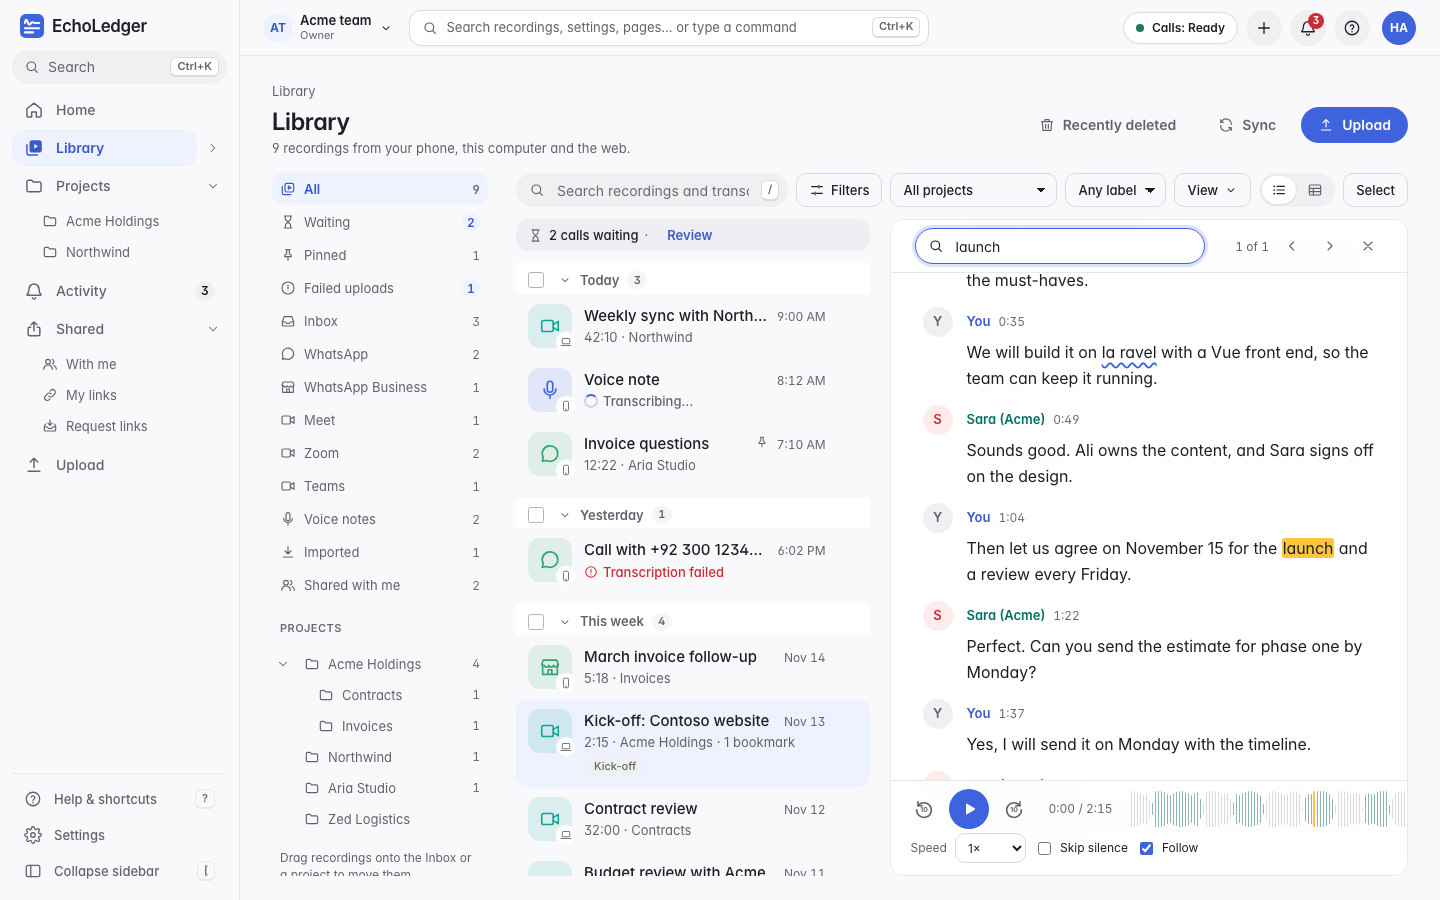 EchoLedger
Search Ctrl+K
Home
Library
Projects
Acme Holdings
Northwind
Activity 3
Shared
With me
My links
Request links
Upload
Help & shortcuts ?
Settings
Collapse sidebar [
AT Acme team
Owner
Search recordings, settings, pages... or type a command Ctrl+K
Calls: Ready
3
HA
Library
Library
9 recordings from your phone, this computer and the web.
Recently deleted
Sync
Upload
All 9
Waiting 2
Pinned 1
Failed uploads 1
Inbox 3
WhatsApp 2
WhatsApp Business 1
Meet 1
Zoom 2
Teams 1
Voice notes 2
Imported 1
Shared with me 2
PROJECTS
Acme Holdings 4
Contracts 1
Invoices 1
Northwind 1
Aria Studio 1
Zed Logistics
Drag recordings onto the Inbox or
a project to move them
Search recordings and transc /
Filters
All projects
Any label
View
Select
2 calls waiting · Review
Today 3
Weekly sync with North... 9:00 AM
42:10 · Northwind
Voice note 8:12 AM
Transcribing...
Invoice questions 7:10 AM
12:22 · Aria Studio
Yesterday 1
Call with +92 300 1234... 6:02 PM
Transcription failed
This week 4
March invoice follow-up Nov 14
5:18 · Invoices
Kick-off: Contoso website Nov 13
2:15 · Acme Holdings · 1 bookmark
Kick-off
Contract review Nov 12
32:00 · Contracts
Budget review with Acme Nov 11
launch
1 of 1
the must-haves.
Y You 0:35
We will build it on la ravel with a Vue front end, so the
team can keep it running.
S Sara (Acme) 0:49
Sounds good. Ali owns the content, and Sara signs off
on the design.
Y You 1:04
Then let us agree on November 15 for the launch and
a review every Friday.
S Sara (Acme) 1:22
Perfect. Can you send the estimate for phase one by
Monday?
Y You 1:37
Yes, I will send it on Monday with the timeline.
10
10
0:00 / 2:15
Speed 1× Skip silence Follow